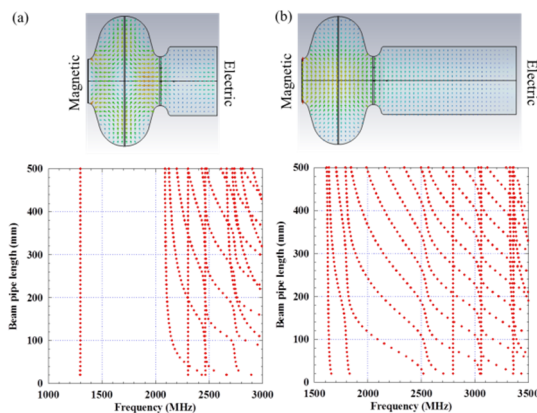 (a)
Magnetic
Electric
(b)
Magnetic
Electric
500
400
300
200
100
0
Beam pipe length (mm)
1000 1500 2000 2500 3000
Frequency (MHz)
500
400
300
200
100
0
Beam pipe length (mm)
1500 2000 2500 3000 3500
Frequency (MHz)